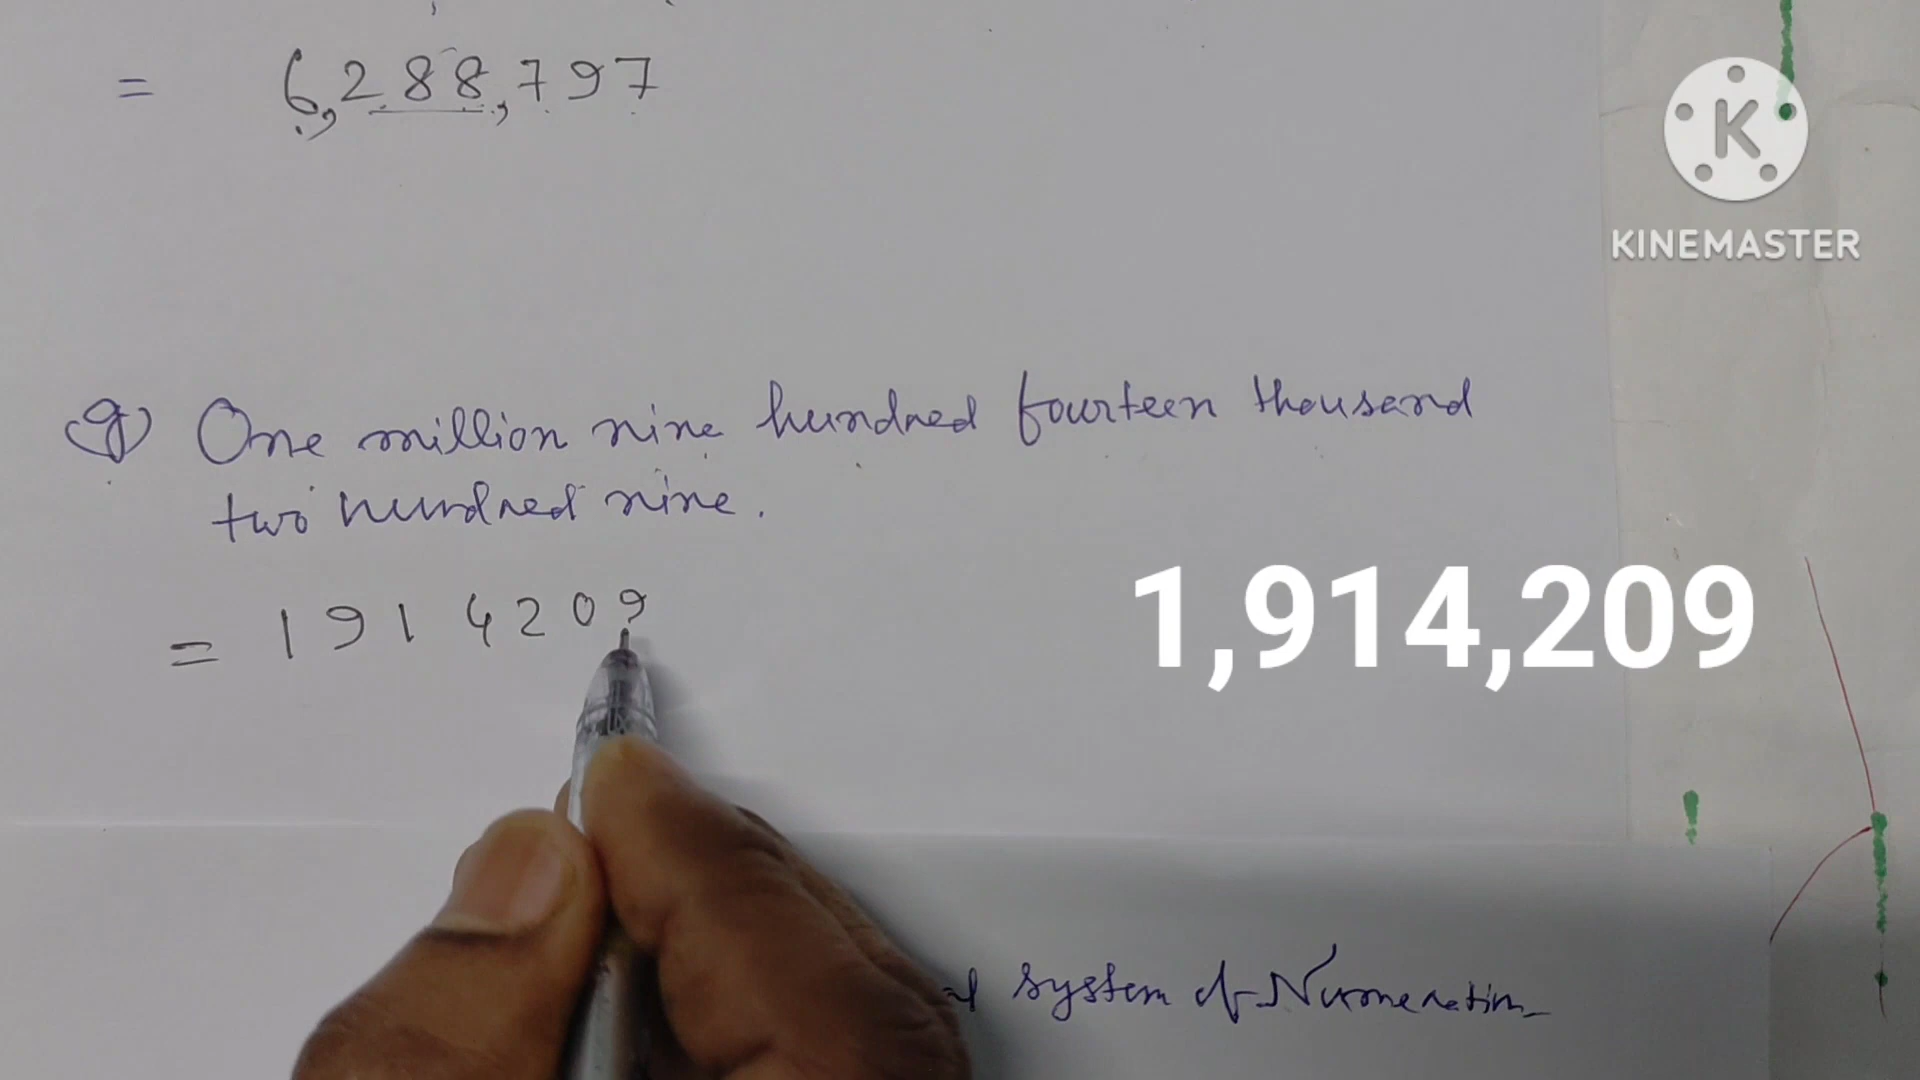 = 6,288,797
K
KINEMASTER
g) One million nine hundred fourteen thousand
two hundred nine.
= 1914209
1,914,209
system of Numeration